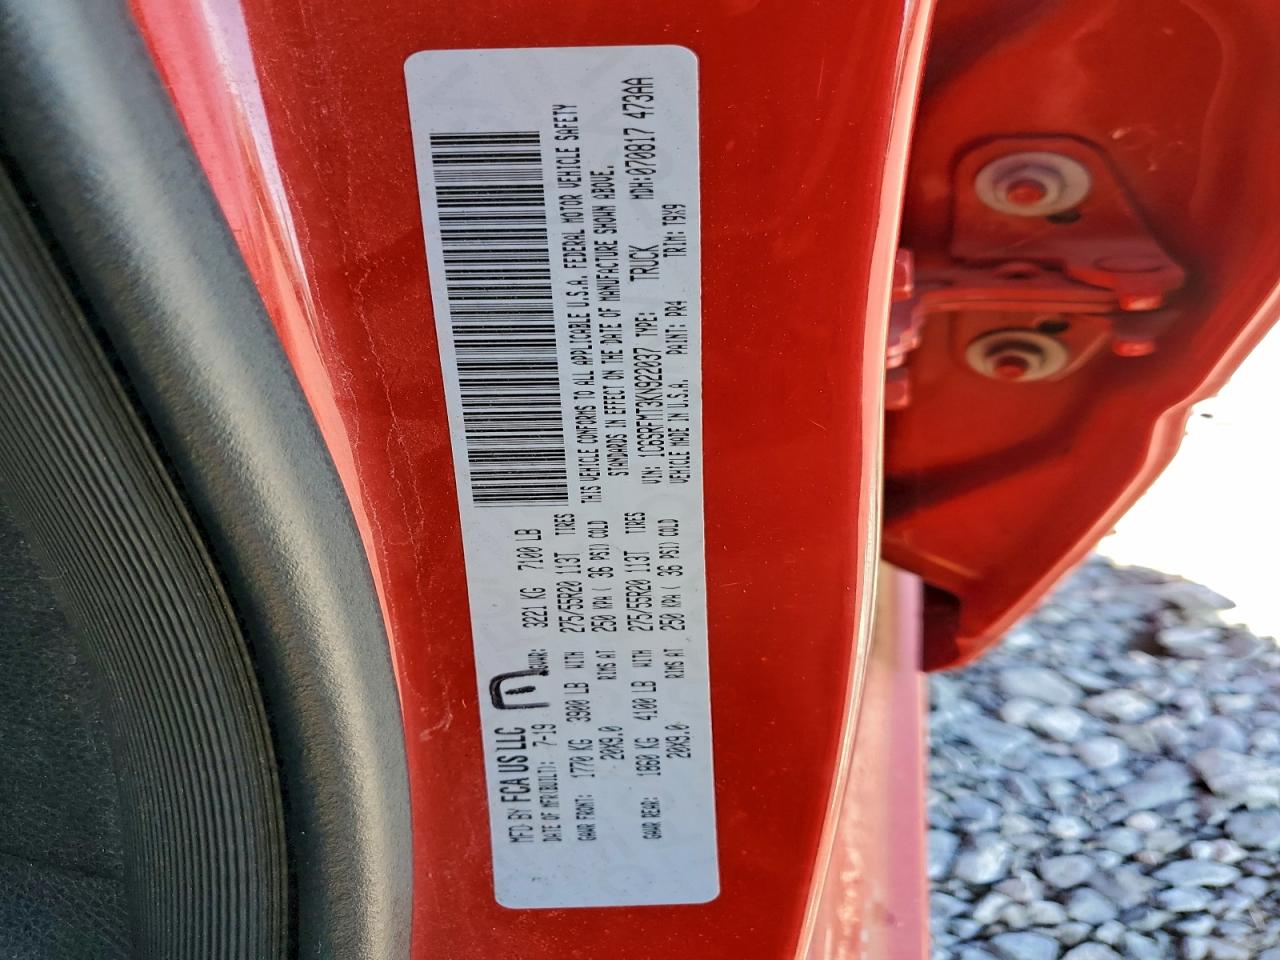 MFD BY FCA US LLC
DATE OF MFR(BUILT): 7-19 GVWR: 3221 KG 7100 LB
GAWR FRONT: 1770 KG 3900 LB WITH 275/55R20 113T TIRES
20X9.0 RIMS AT 250 KPA ( 36 PSI) COLD
GAWR REAR: 1860 KG 4100 LB WITH 275/55R20 113T TIRES
20X9.0 RIMS AT 250 KPA ( 36 PSI) COLD
THIS VEHICLE CONFORMS TO ALL APPLICABLE U.S.A. FEDERAL MOTOR VEHICLE SAFETY
STANDARDS IN EFFECT ON THE DATE OF MANUFACTURE SHOWN ABOVE.
VIN: 1C6SRFMT3KN922037 TYPE: TRUCK MDH:070817 473AA
VEHICLE MADE IN U.S.A. PAINT: PR4 TRIM: T9X9